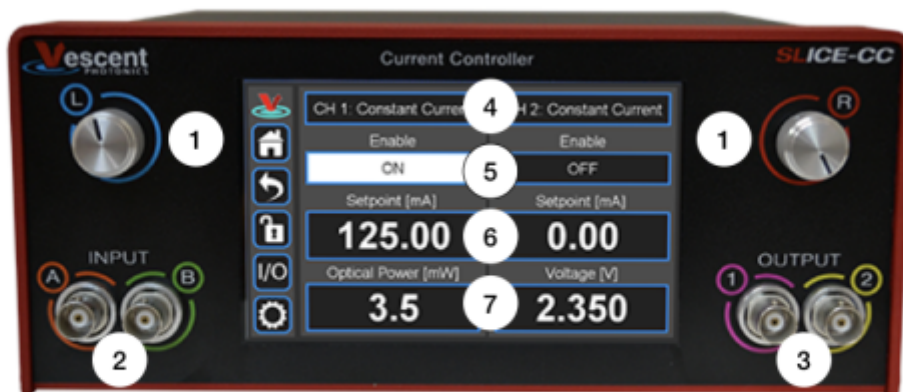 Vescent
PHOTONICS
Current Controller
SLICE-CC
L
R
1
1
4
CH 1: Constant Curren
H 2: Constant Current
Enable
Enable
ON
5
OFF
Setpoint [mA]
Setpoint [mA]
125.00
6
0.00
I/O
Optical Power [mW]
Voltage [V]
3.5
7
2.350
INPUT
A
B
2
OUTPUT
1
2
3